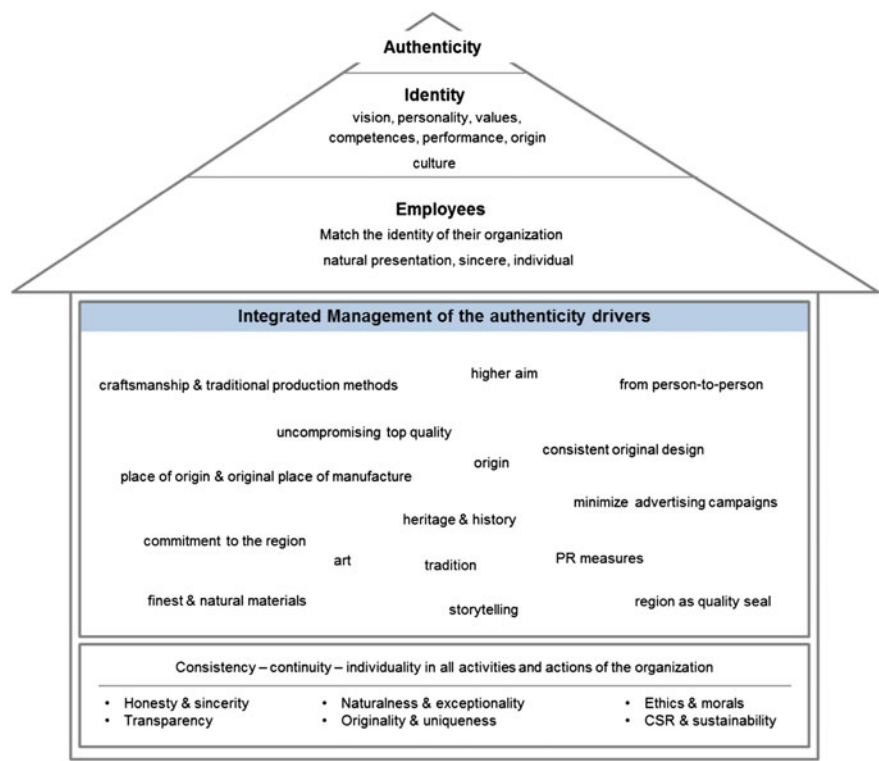 Authenticity
Identity
vision, personality, values,
competences, performance, origin
culture
Employees
Match the identity of their organization
natural presentation, sincere, individual
Integrated Management of the authenticity drivers
higher aim
craftsmanship & traditional production methods
from person-to-person
uncompromising top quality
consistent original design
origin
place of origin & original place of manufacture
minimize advertising campaigns
heritage & history
commitment to the region
art
tradition
PR measures
finest & natural materials
storytelling
region as quality seal
Consistency – continuity – individuality in all activities and actions of the organization
• Honesty & sincerity
• Transparency
• Naturalness & exceptionality
• Originality & uniqueness
• Ethics & morals
• CSR & sustainability